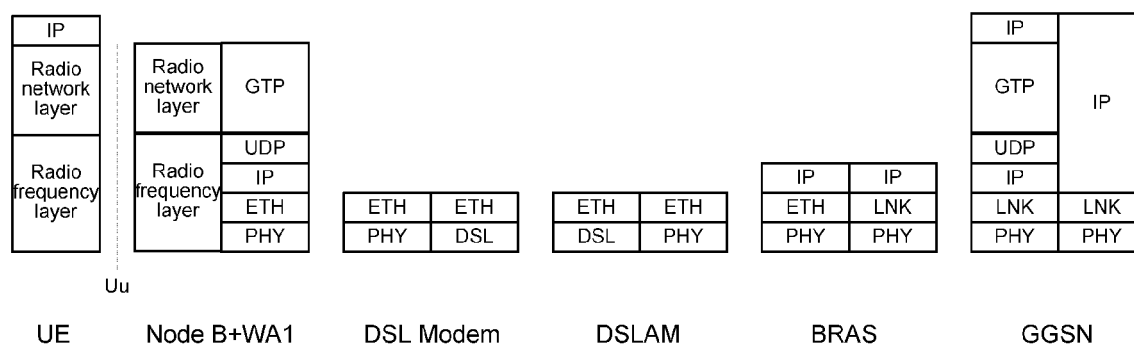 IP
Radio
network
layer
Radio
frequency
layer
Uu
UE
Radio
network
layer
GTP
Radio
frequency
layer
UDP
IP
ETH
PHY
Node B+WA1
ETH ETH
PHY DSL
DSL Modem
ETH ETH
DSL PHY
DSLAM
IP IP
ETH LNK
PHY PHY
BRAS
IP
GTP
IP
UDP
IP
LNK LNK
PHY PHY
GGSN